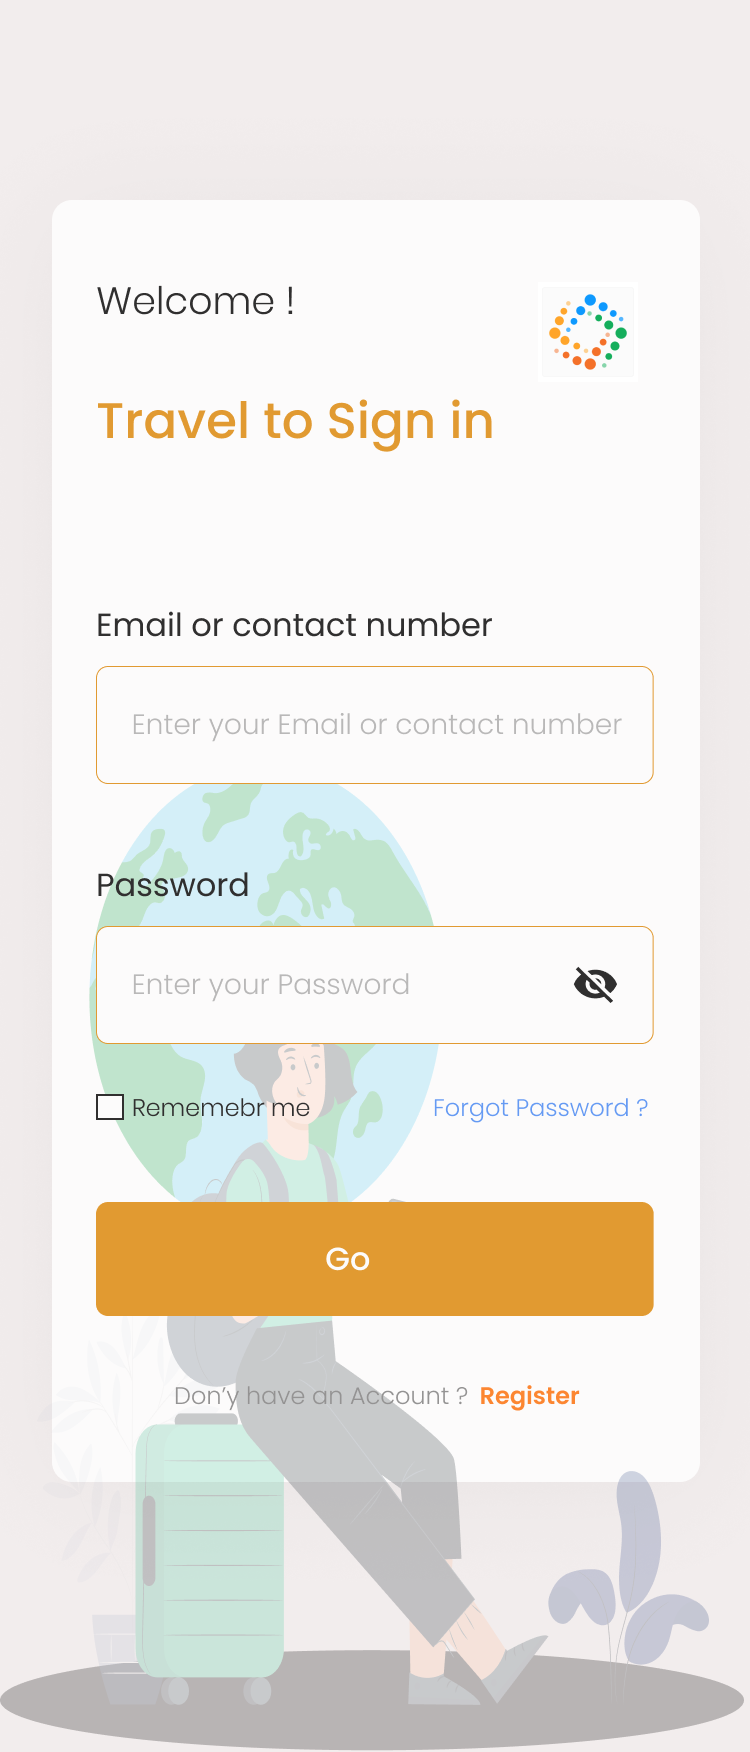 Welcome !
Travel to Sign in
Email or contact number
Enter your Email or contact number
Password
Enter your Password
Rememebr me
Forgot Password ?
Go
Don’y have an Account ? Register